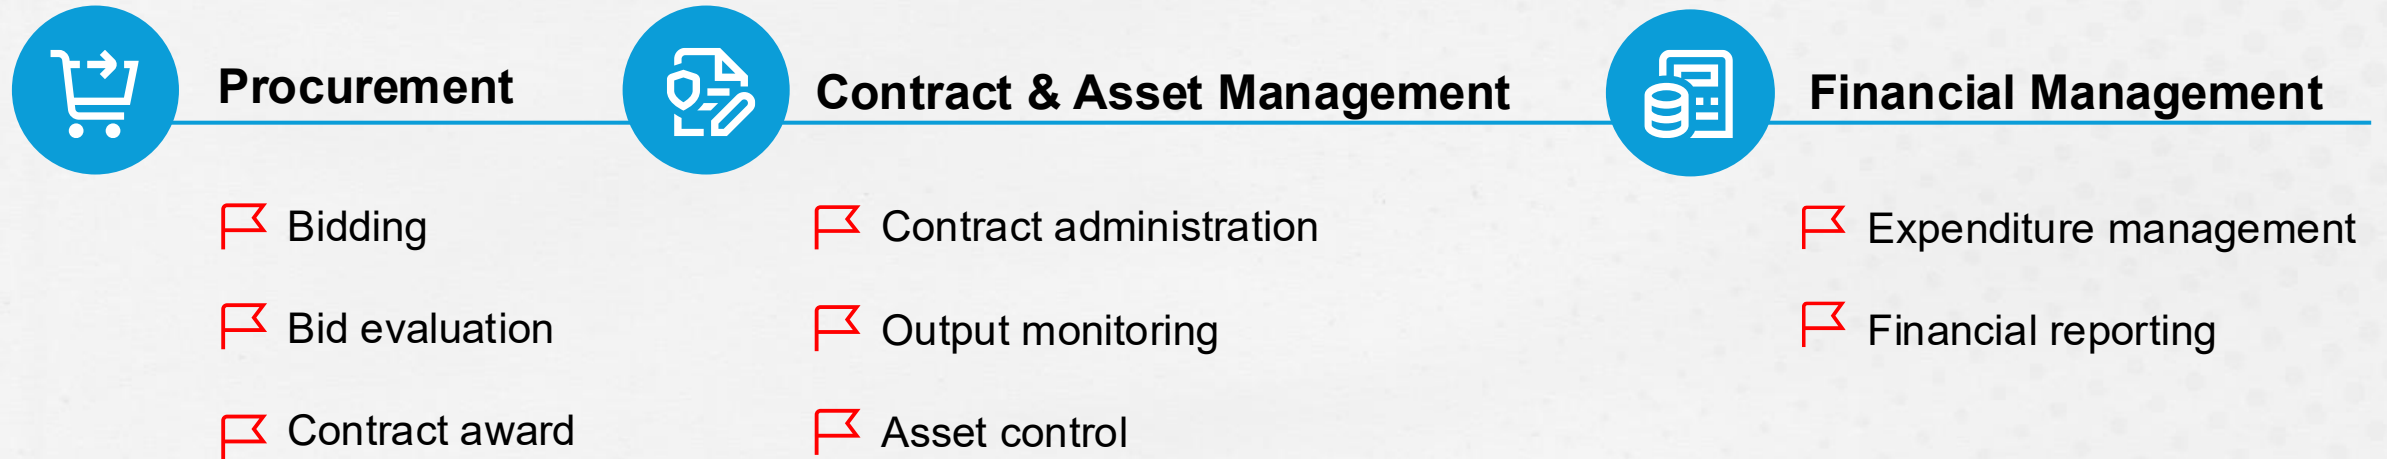 Procurement
Bidding
Bid evaluation
Contract award
Contract & Asset Management
Contract administration
Output monitoring
Asset control
Financial Management
Expenditure management
Financial reporting